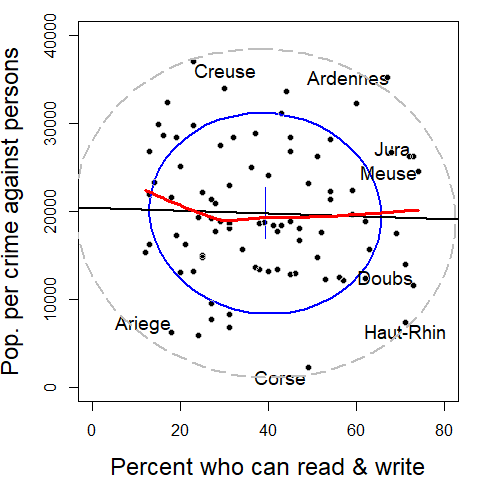 Pop. per crime against persons
40000
30000
20000
10000
0
Creuse
Ardennes
Jura
Meuse
Doubs
Ariege
Haut-Rhin
Corse
0 20 40 60 80
Percent who can read & write